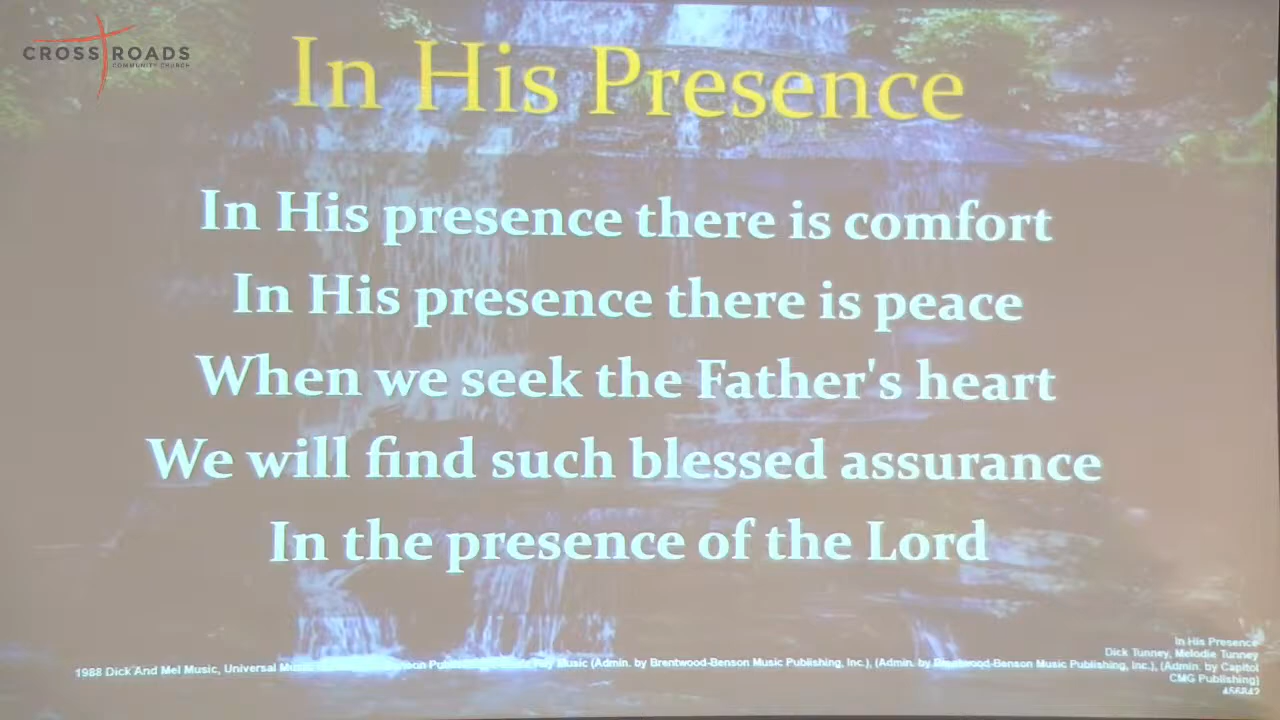 CROSS ROADS
COMMUNITY CHURCH
In His Presence
In His presence there is comfort
In His presence there is peace
When we seek the Father's heart
We will find such blessed assurance
In the presence of the Lord
In His Presence
Dick Tunney, Melodie Tunney
1988 Dick And Mel Music, Universal Music (Admin. by Brentwood-Benson Music Publishing, Inc.), (Admin. by Brentwood-Benson Music Publishing, Inc.), (Admin. by Capitol
CMG Publishing)
456842